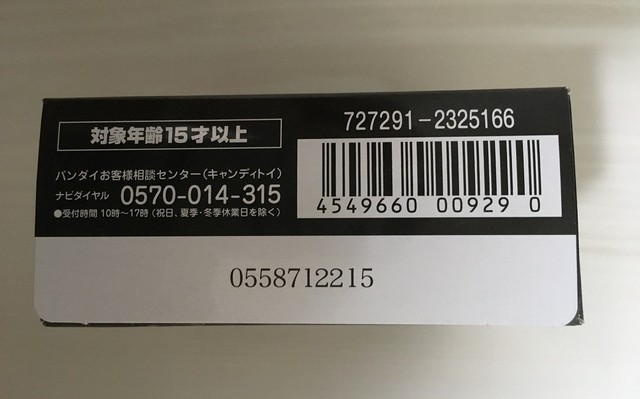 対象年齢15才以上
バンダイお客様相談センター(キャンディトイ)
ナビダイヤル 0570-014-315
●受付時間 10時～17時(祝日、夏季・冬季休業日を除く)
727291-2325166
4549660 00929 0
0558712215